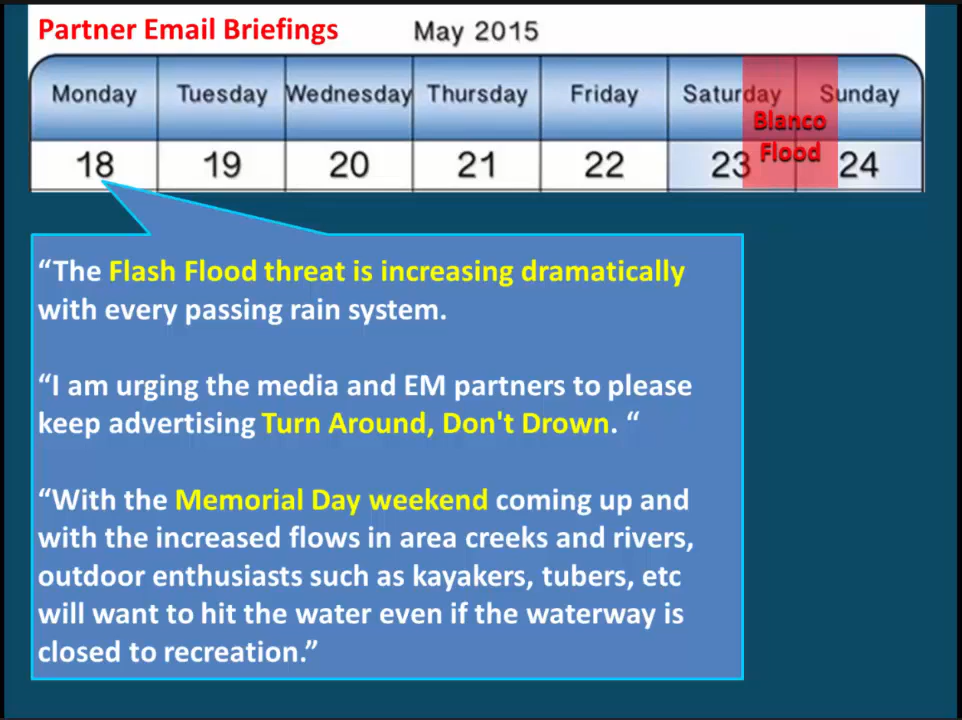 Partner Email Briefings
May 2015
Monday Tuesday Wednesday Thursday Friday Saturday Sunday
18 19 20 21 22 23 24
Blanco
Flood
“The Flash Flood threat is increasing dramatically
with every passing rain system.
“I am urging the media and EM partners to please
keep advertising Turn Around, Don't Drown. “
“With the Memorial Day weekend coming up and
with the increased flows in area creeks and rivers,
outdoor enthusiasts such as kayakers, tubers, etc
will want to hit the water even if the waterway is
closed to recreation.”